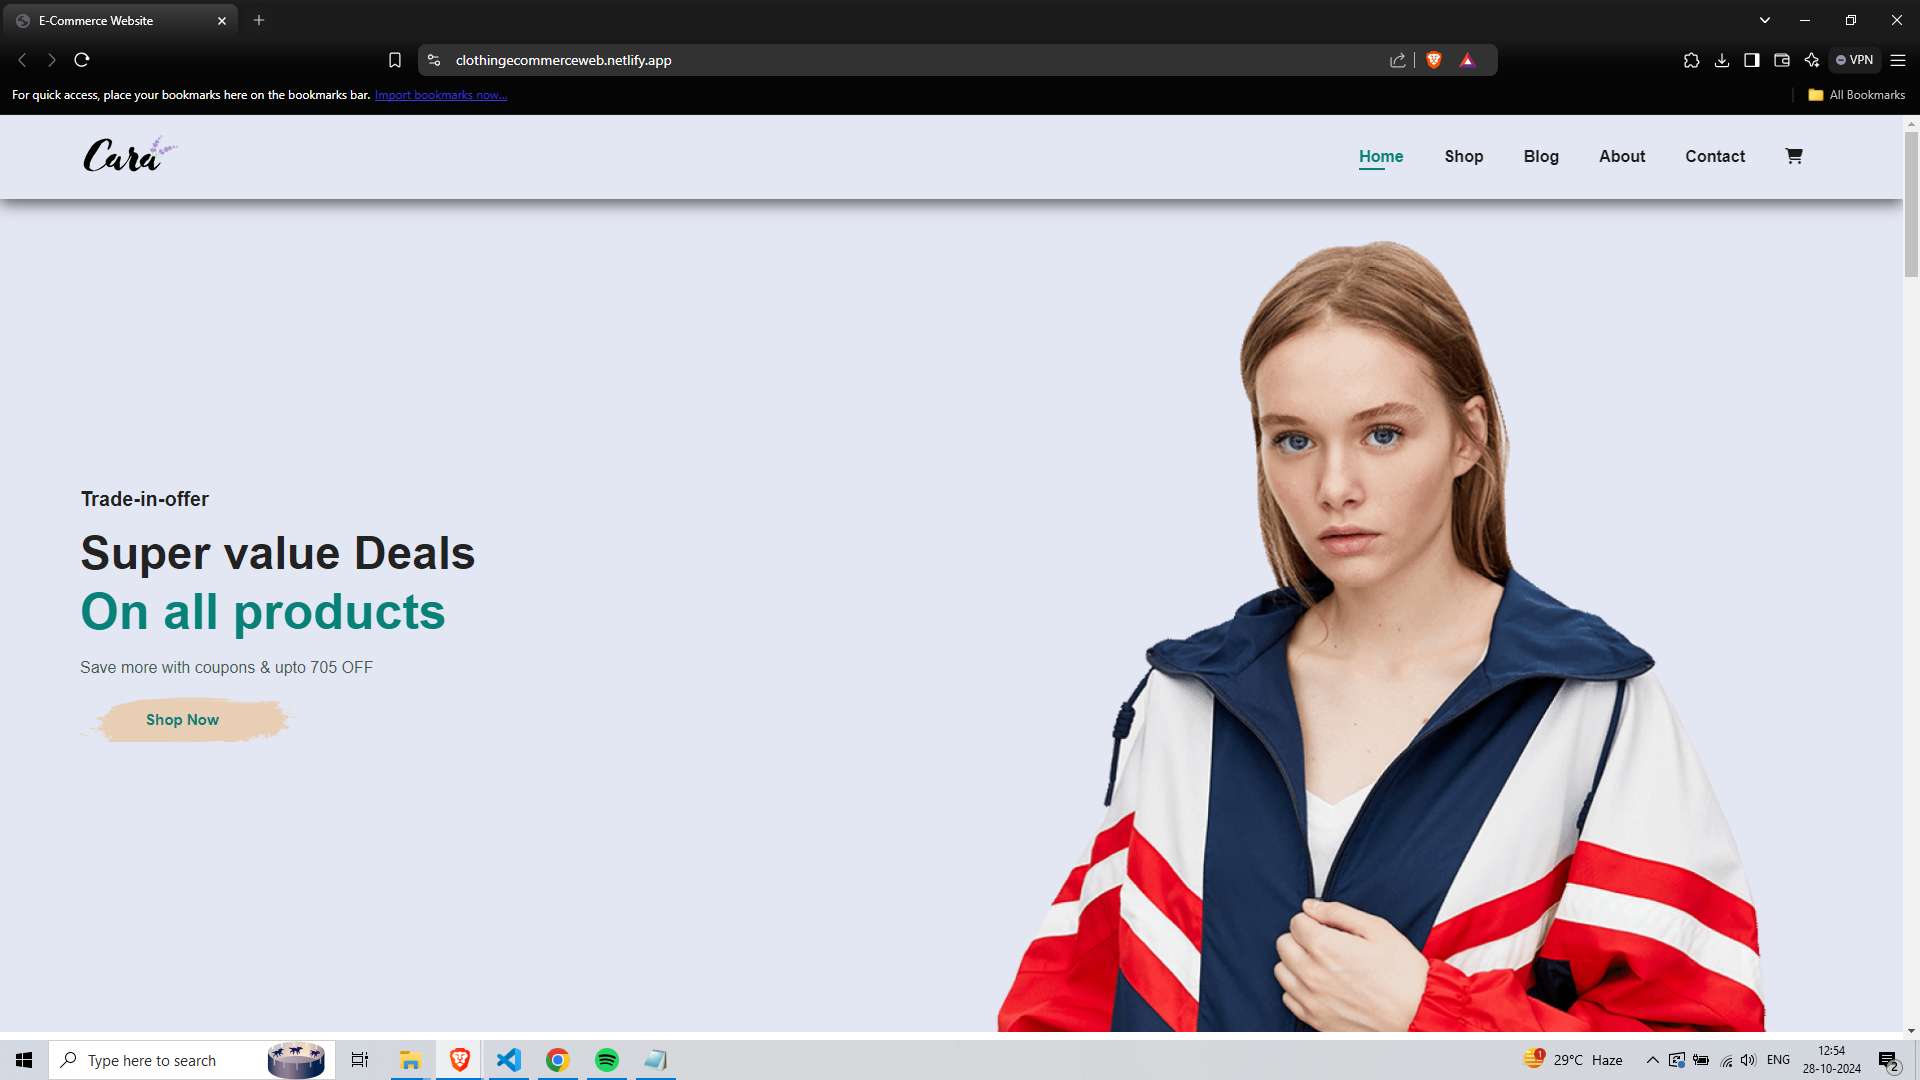 E-Commerce Website
clothingecommerceweb.netlify.app
VPN
For quick access, place your bookmarks here on the bookmarks bar. Import bookmarks now...
All Bookmarks
Cara
Home
Shop
Blog
About
Contact
Trade-in-offer
Super value Deals
On all products
Save more with coupons & upto 705 OFF
Shop Now
Type here to search
1
29°C Haze
ENG
12:54
28-10-2024
2